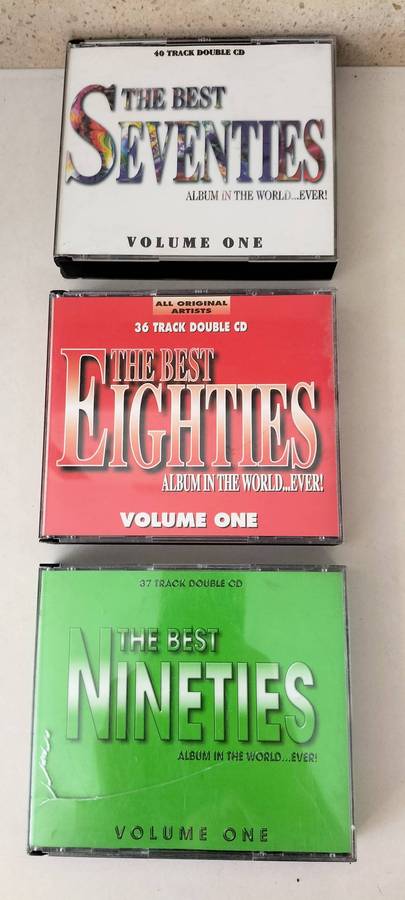 40 TRACK DOUBLE CD
THE BEST
SEVENTIES
ALBUM IN THE WORLD...EVER!
VOLUME ONE
ALL ORIGINAL
ARTISTS
36 TRACK DOUBLE CD
THE BEST
EIGHTIES
ALBUM IN THE WORLD...EVER!
VOLUME ONE
37 TRACK DOUBLE CD
THE BEST
NINETIES
ALBUM IN THE WORLD...EVER!
VOLUME ONE